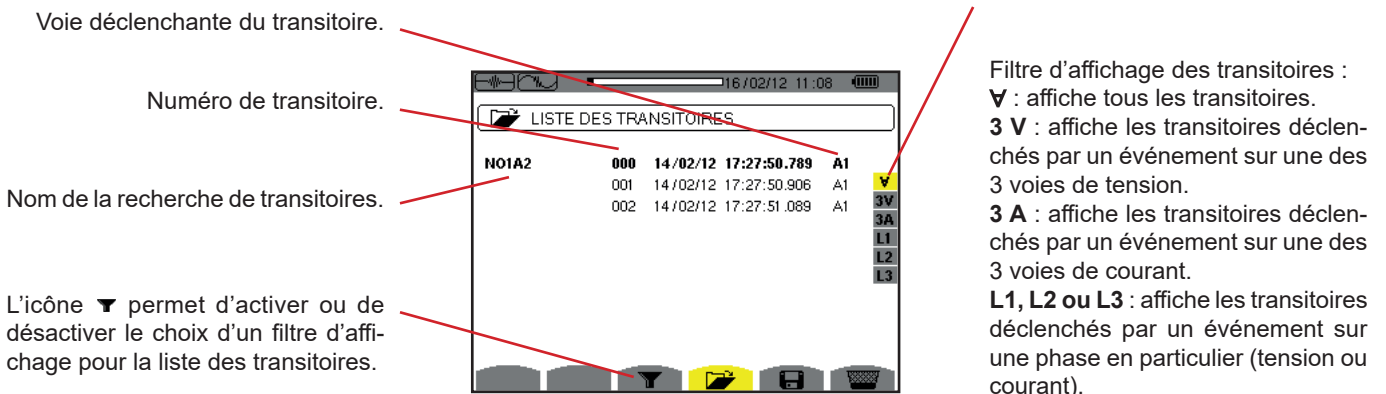 Voie déclenchante du transitoire.
Numéro de transitoire.
Nom de la recherche de transitoires.
L'icône permet d'activer ou de
désactiver le choix d'un filtre d'affi-
chage pour la liste des transitoires.
16/02/12 11:08
LISTE DES TRANSITOIRES
NO1A2 000 14/02/12 17:27:50.789 A1
001 14/02/12 17:27:50.906 A1
002 14/02/12 17:27:51.089 A1
∀
3V
3A
L1
L2
L3
Filtre d'affichage des transitoires :
∀ : affiche tous les transitoires.
3 V : affiche les transitoires déclen-
chés par un événement sur une des
3 voies de tension.
3 A : affiche les transitoires déclen-
chés par un événement sur une des
3 voies de courant.
L1, L2 ou L3 : affiche les transitoires
déclenchés par un événement sur
une phase en particulier (tension ou
courant).